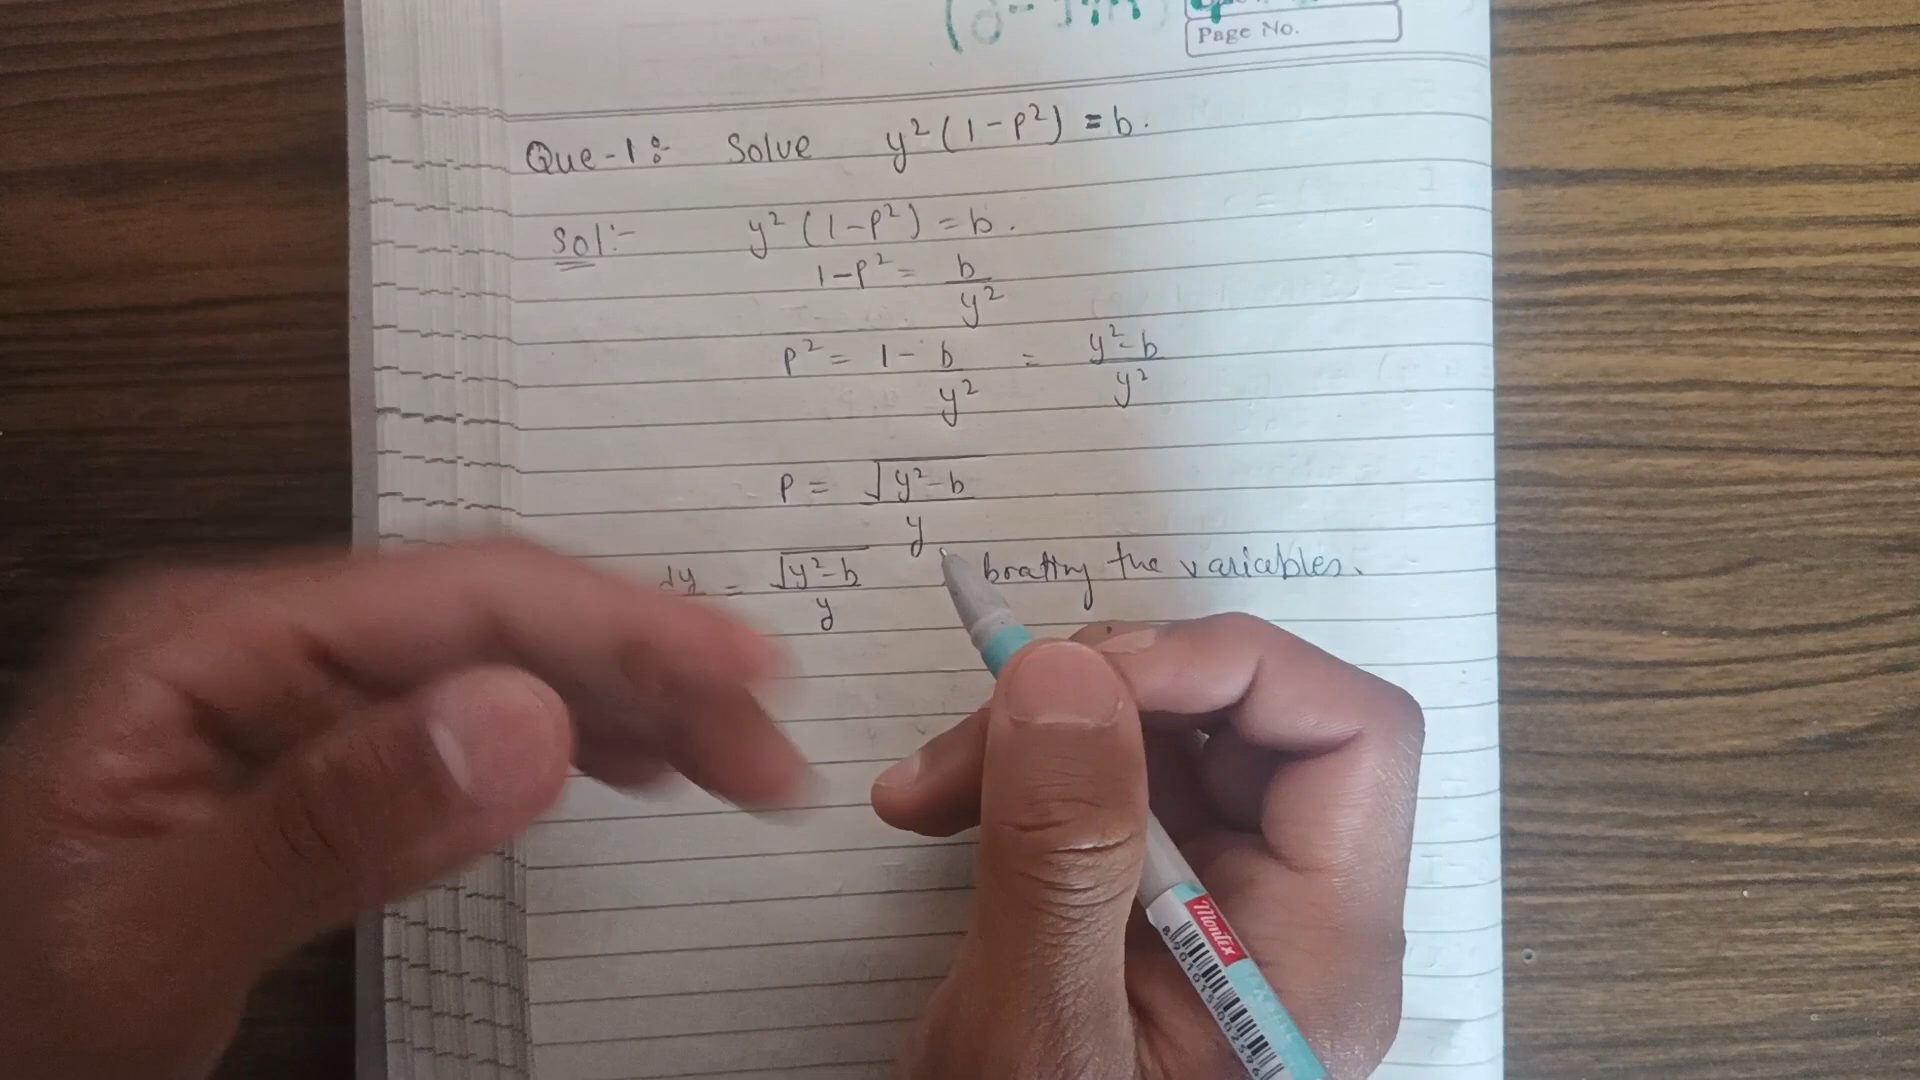 Page No.
Que-1:- Solve y²(1-p²) = b.
Sol:- y²(1-p²) = b.
1-p² = b/y²
p² = 1 - b/y² = y²-b/y²
p = √y²-b/y
dy = √y²-b/y the variables.
Montex